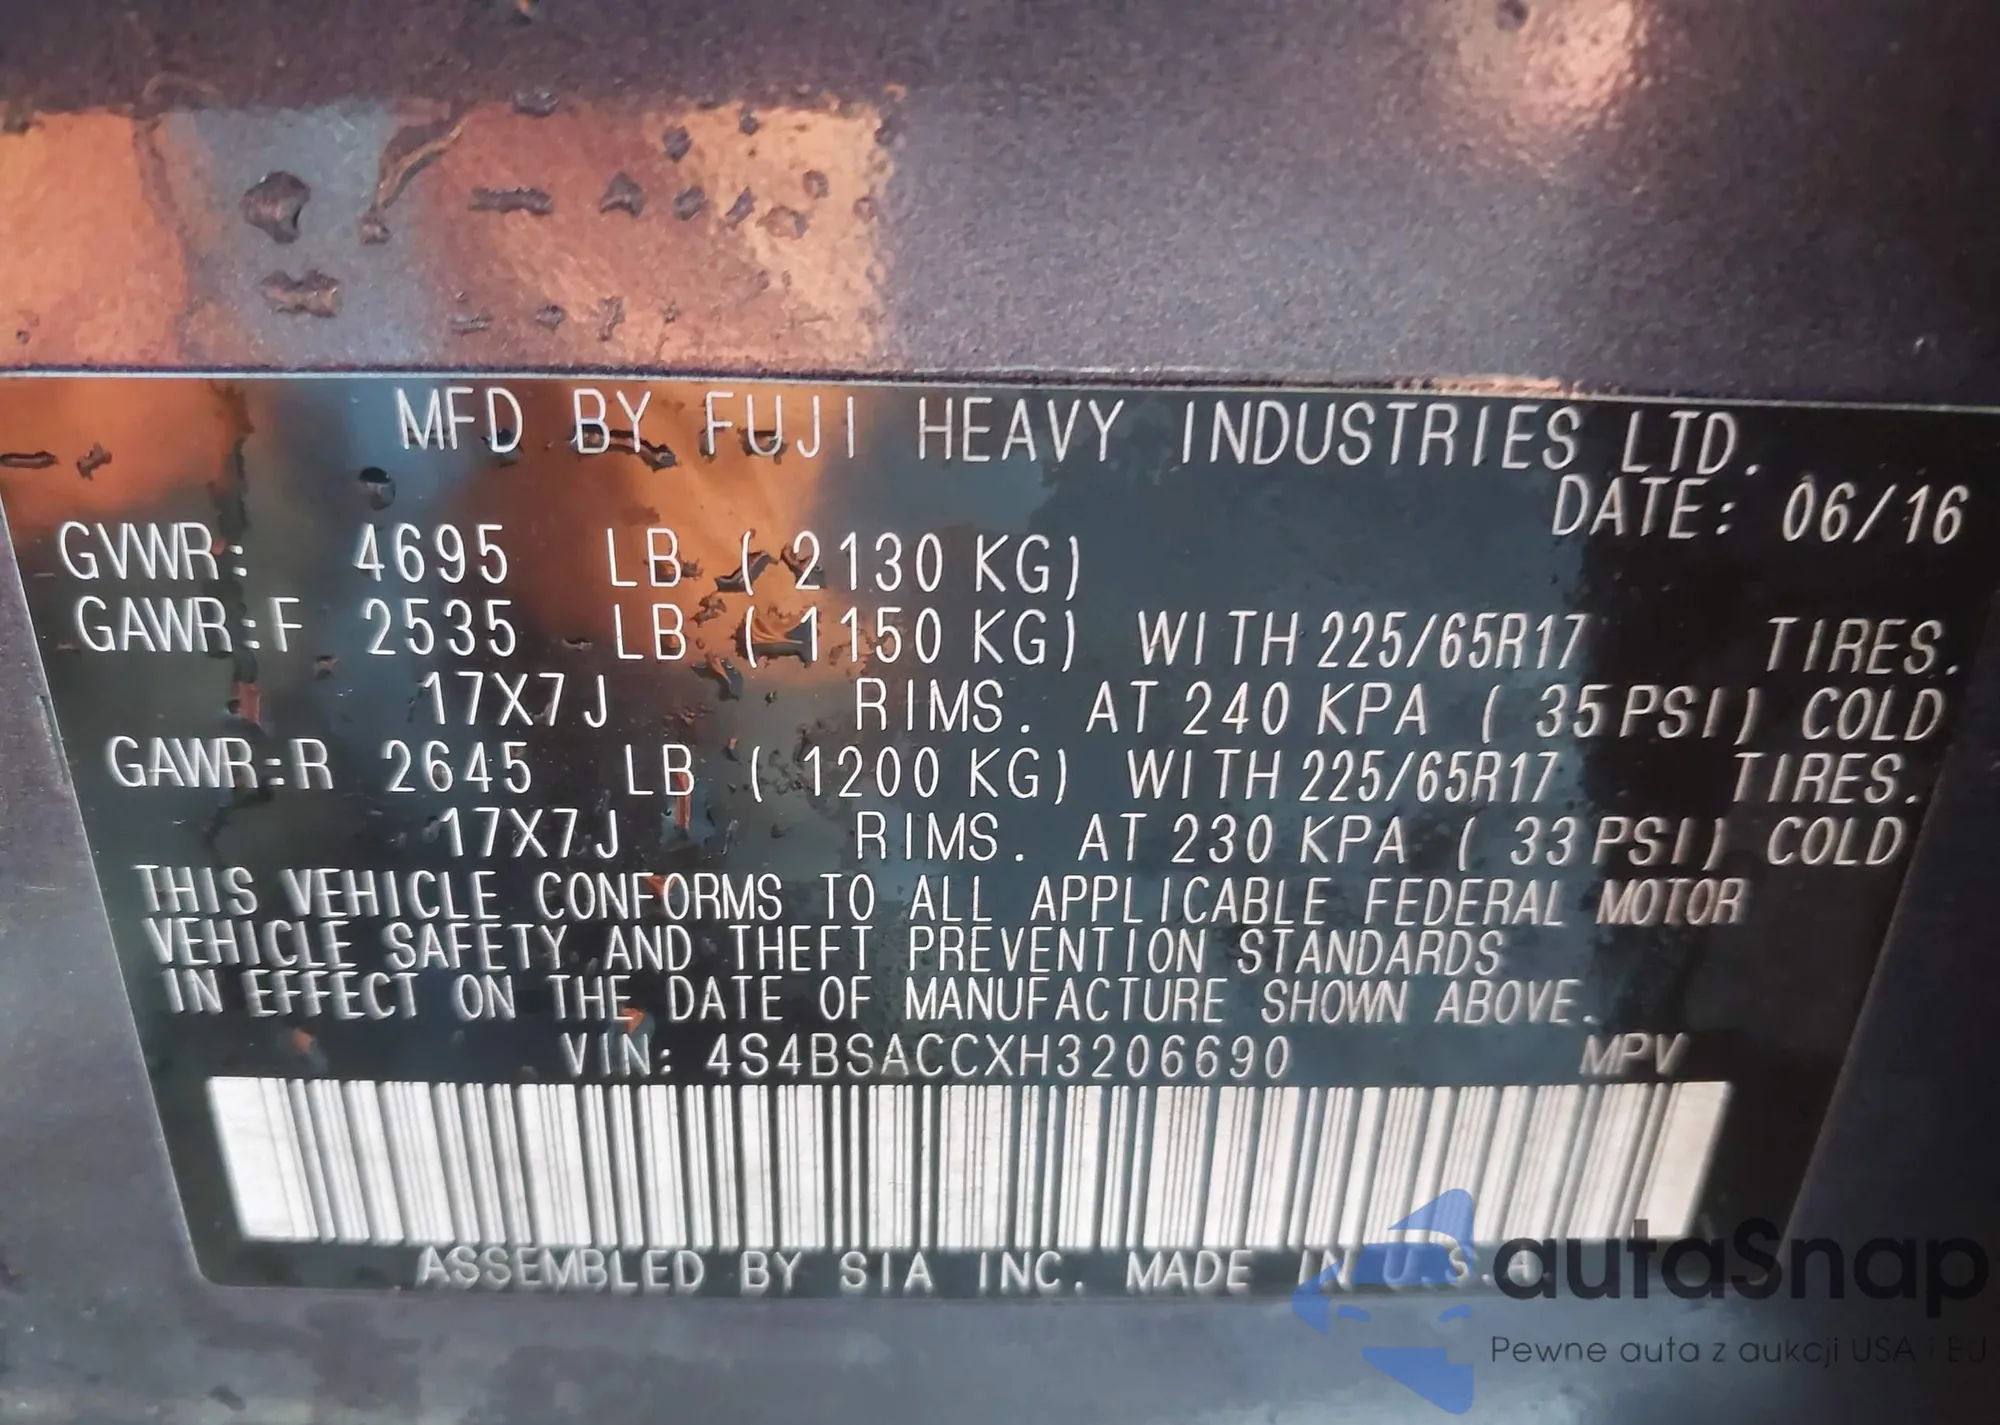 MFD BY FUJI HEAVY INDUSTRIES LTD.
DATE: 06/16
GVWR: 4695 LB ( 2130 KG)
GAWR:F 2535 LB ( 1150 KG) WITH 225/65R17 TIRES.
17X7J RIMS. AT 240 KPA ( 35 PSI) COLD
GAWR:R 2645 LB ( 1200 KG) WITH 225/65R17 TIRES.
17X7J RIMS. AT 230 KPA ( 33 PSI) COLD
THIS VEHICLE CONFORMS TO ALL APPLICABLE FEDERAL MOTOR
VEHICLE SAFETY AND THEFT PREVENTION STANDARDS
IN EFFECT ON THE DATE OF MANUFACTURE SHOWN ABOVE.
VIN: 4S4BSACCXH3206690 MPV
ASSEMBLED BY SIA INC. MADE IN U.S.A.
autaSnap
Pewne auta z aukcji USA i EU